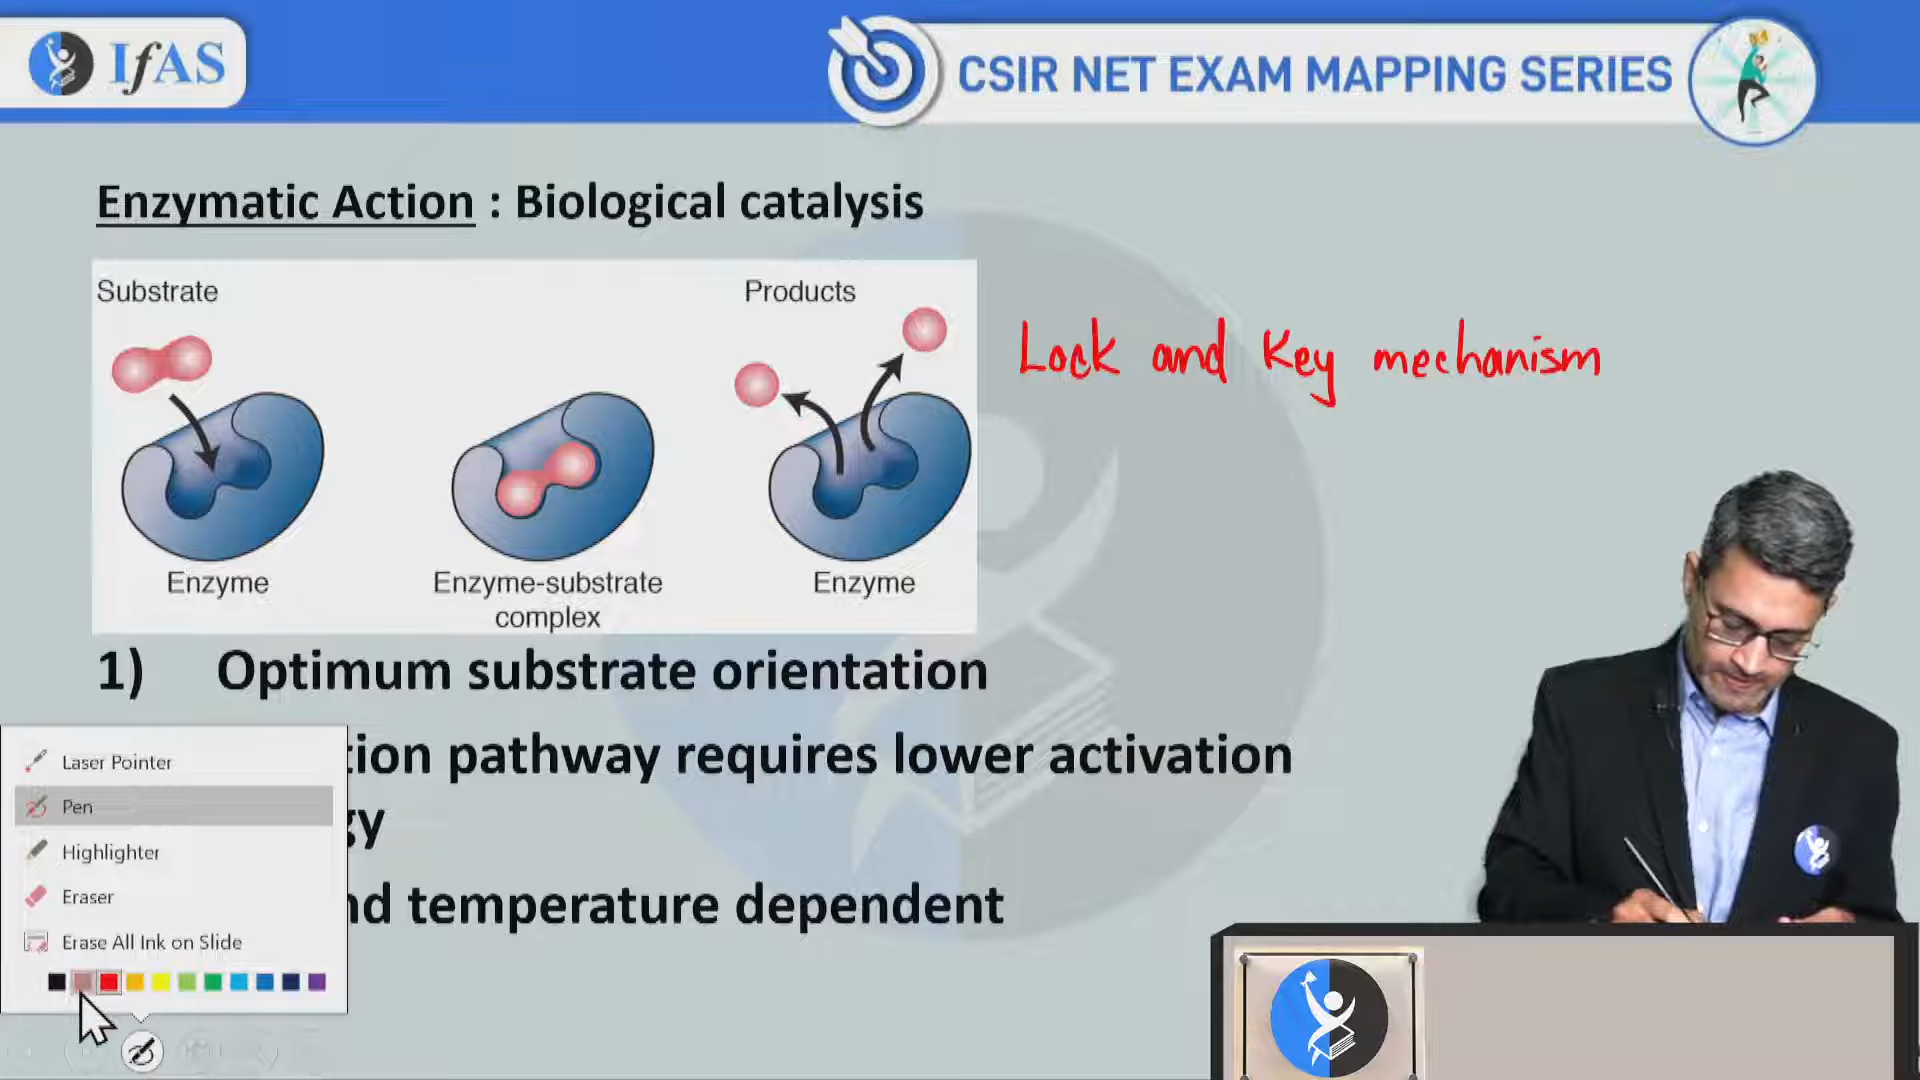 IfAS
CSIR NET EXAM MAPPING SERIES
Enzymatic Action : Biological catalysis
Substrate
Products
Lock and Key mechanism
Enzyme
Enzyme-substrate
complex
Enzyme
1) Optimum substrate orientation
tion pathway requires lower activation
gy
nd temperature dependent
Laser Pointer
Pen
Highlighter
Eraser
Erase All Ink on Slide